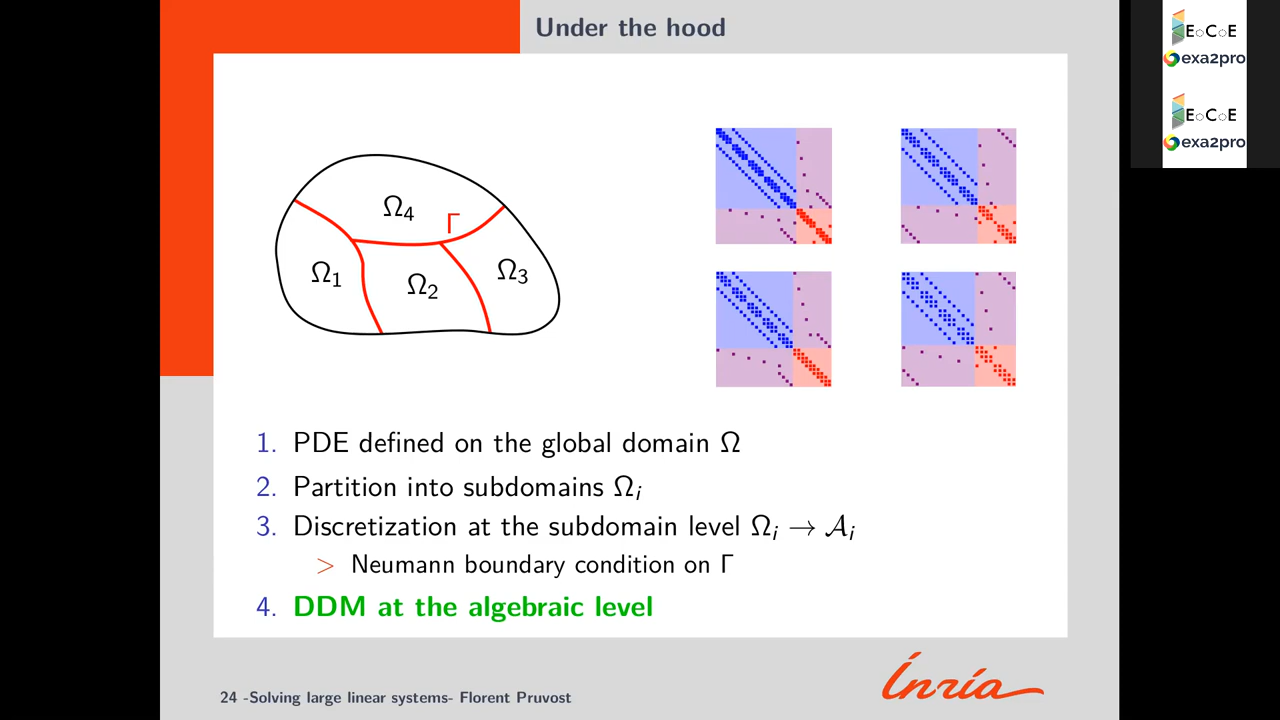 Under the hood
Ω4
Γ
Ω1
Ω2
Ω3
1. PDE defined on the global domain Ω
2. Partition into subdomains Ωi
3. Discretization at the subdomain level Ωi → 𝒜i
> Neumann boundary condition on Γ
4. DDM at the algebraic level
24 -Solving large linear systems- Florent Pruvost
Inria
EoCoE
exa2pro
EoCoE
exa2pro